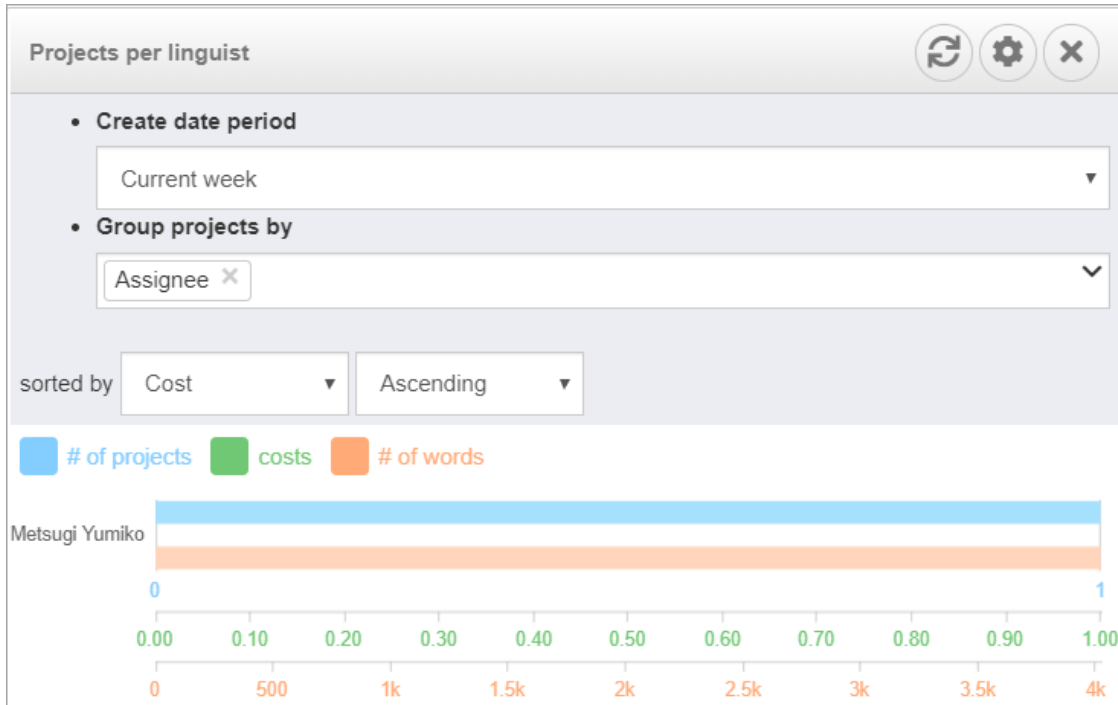 Projects per linguist
Create date period
Current week
Group projects by
Assignee
sorted by Cost Ascending
# of projects costs # of words
Metsugi Yumiko
0 1
0.00 0.10 0.20 0.30 0.40 0.50 0.60 0.70 0.80 0.90 1.00
0 500 1k 1.5k 2k 2.5k 3k 3.5k 4k